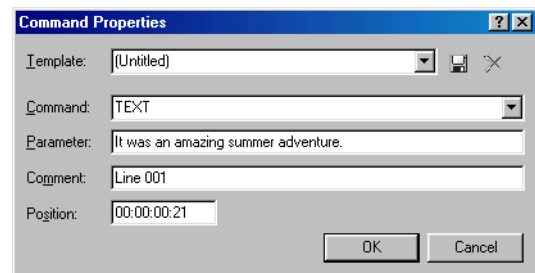 Command Properties
Template: (Untitled)
Command: TEXT
Parameter: It was an amazing summer adventure.
Comment: Line 001
Position: 00:00:00:21
OK Cancel